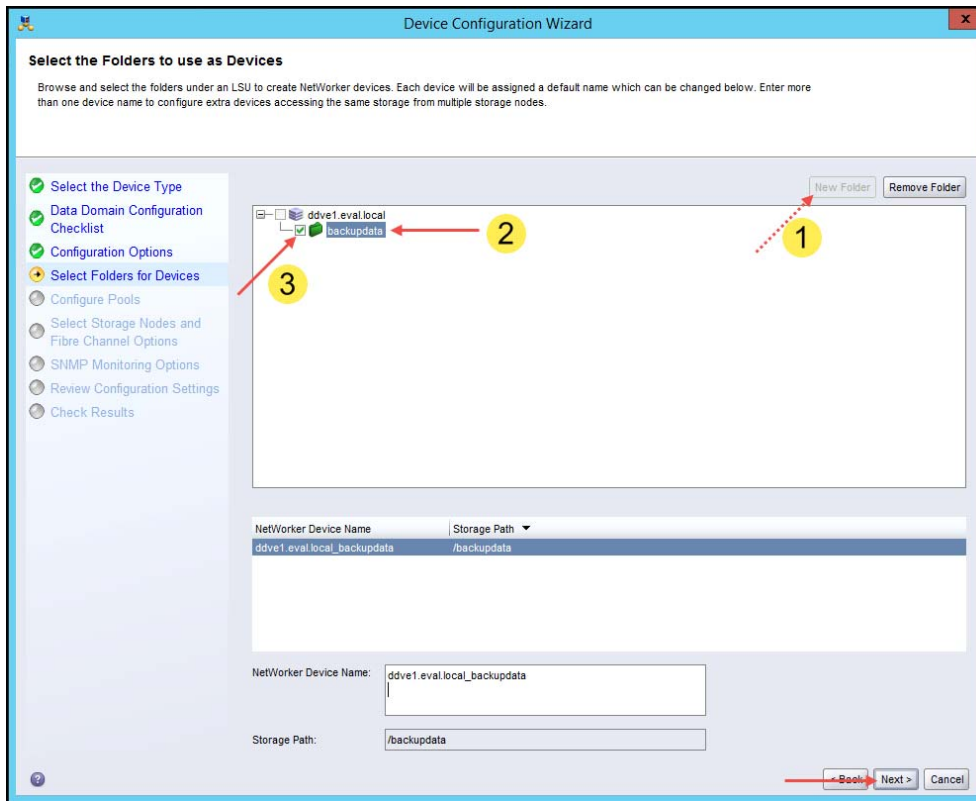 Device Configuration Wizard
x
Select the Folders to use as Devices
Browse and select the folders under an LSU to create NetWorker devices. Each device will be assigned a default name which can be changed below. Enter more
than one device name to configure extra devices accessing the same storage from multiple storage nodes.
Select the Device Type
Data Domain Configuration
Checklist
Configuration Options
Select Folders for Devices
Configure Pools
Select Storage Nodes and
Fibre Channel Options
SNMP Monitoring Options
Review Configuration Settings
Check Results
New Folder
Remove Folder
1
ddve1.eval.local
backupdata
2
3
NetWorker Device Name
Storage Path
ddve1.eval.local_backupdata
/backupdata
NetWorker Device Name:
ddve1.eval.local_backupdata
Storage Path:
/backupdata
?
< Back
Next >
Cancel